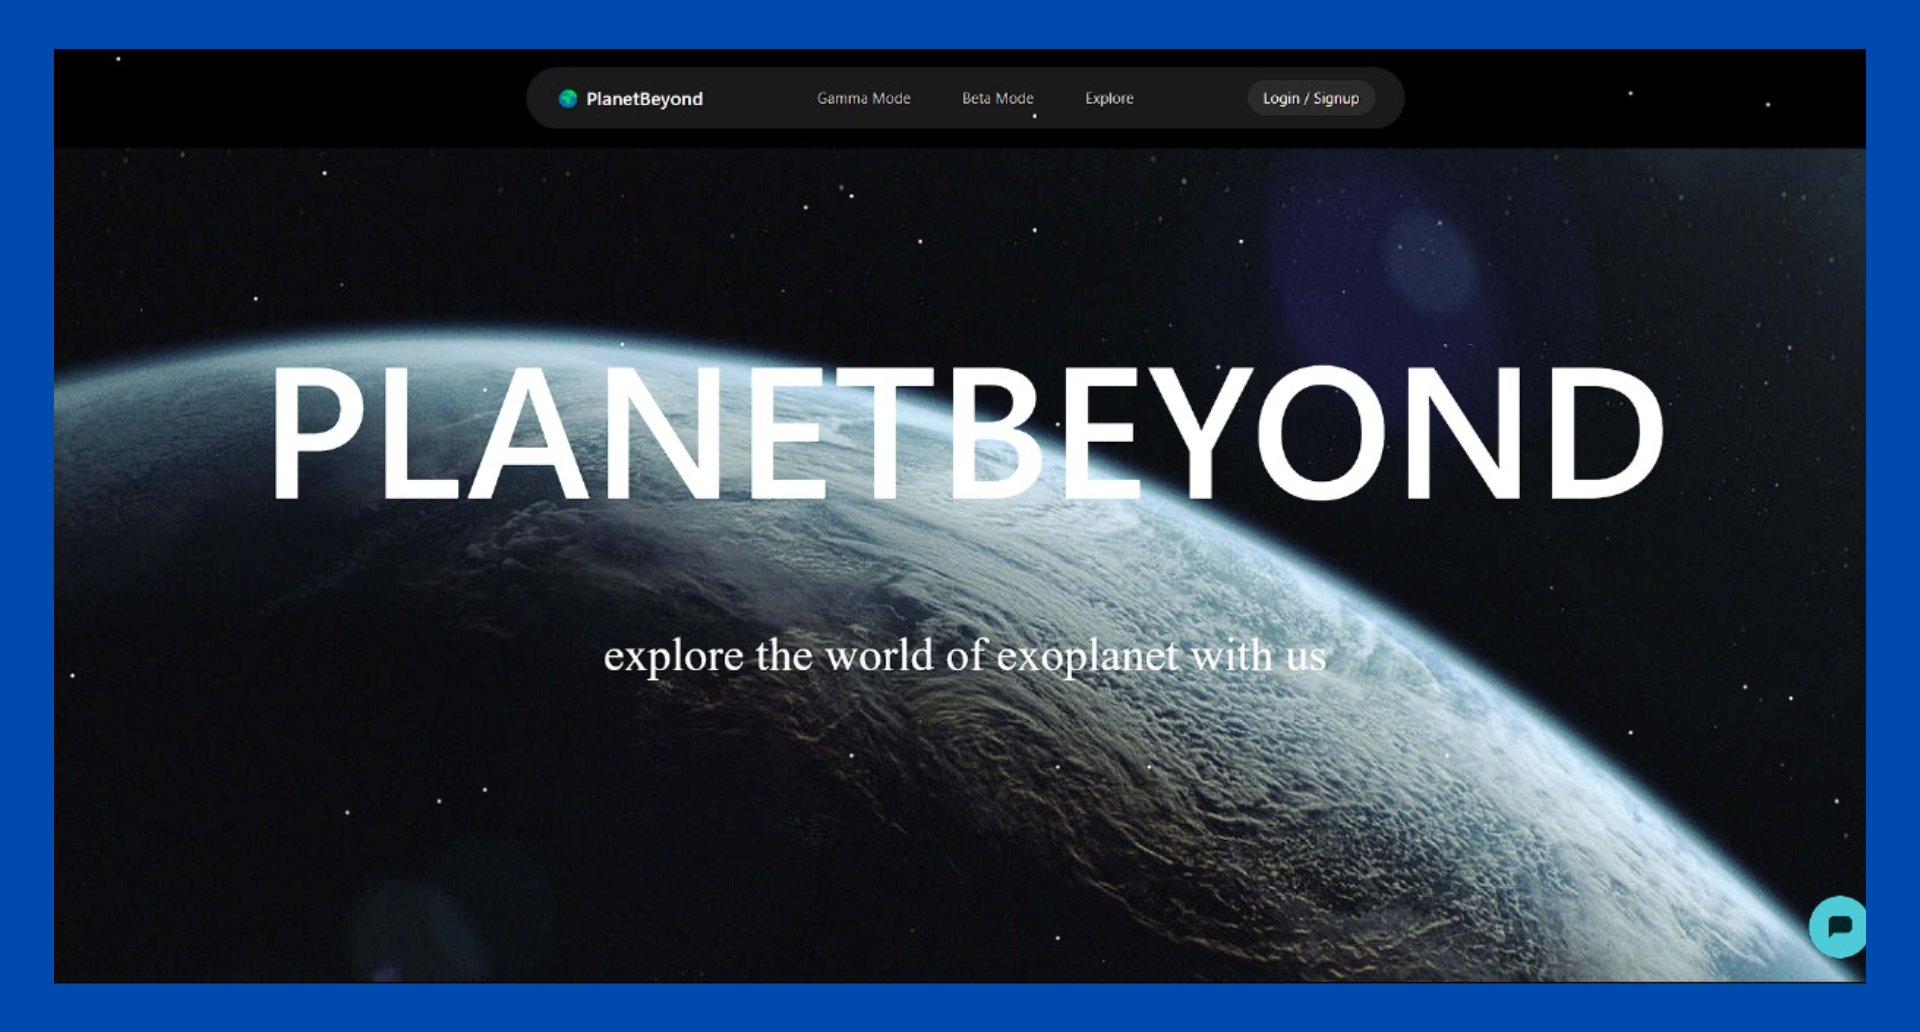 PlanetBeyond Gamma Mode Beta Mode Explore Login / Signup
PLANETBEYOND
explore the world of exoplanet with us